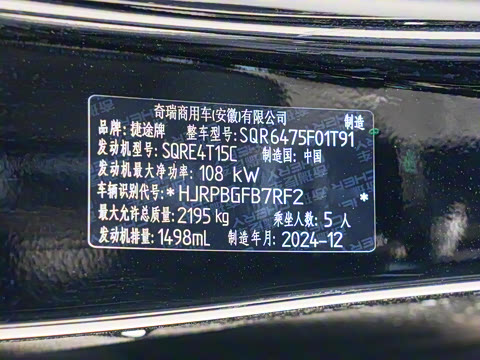 奇瑞商用车(安徽)有限公司 制造
品牌: 捷途牌 整车型号: SQR6475F01T91
发动机型号: SQRE4T15C 制造国: 中国
发动机最大净功率: 108 kW
车辆识别代号: *HJRPBGFB7RF2 *
最大允许总质量: 2195 kg 乘坐人数: 5 人
发动机排量: 1498mL 制造年月: 2024-12